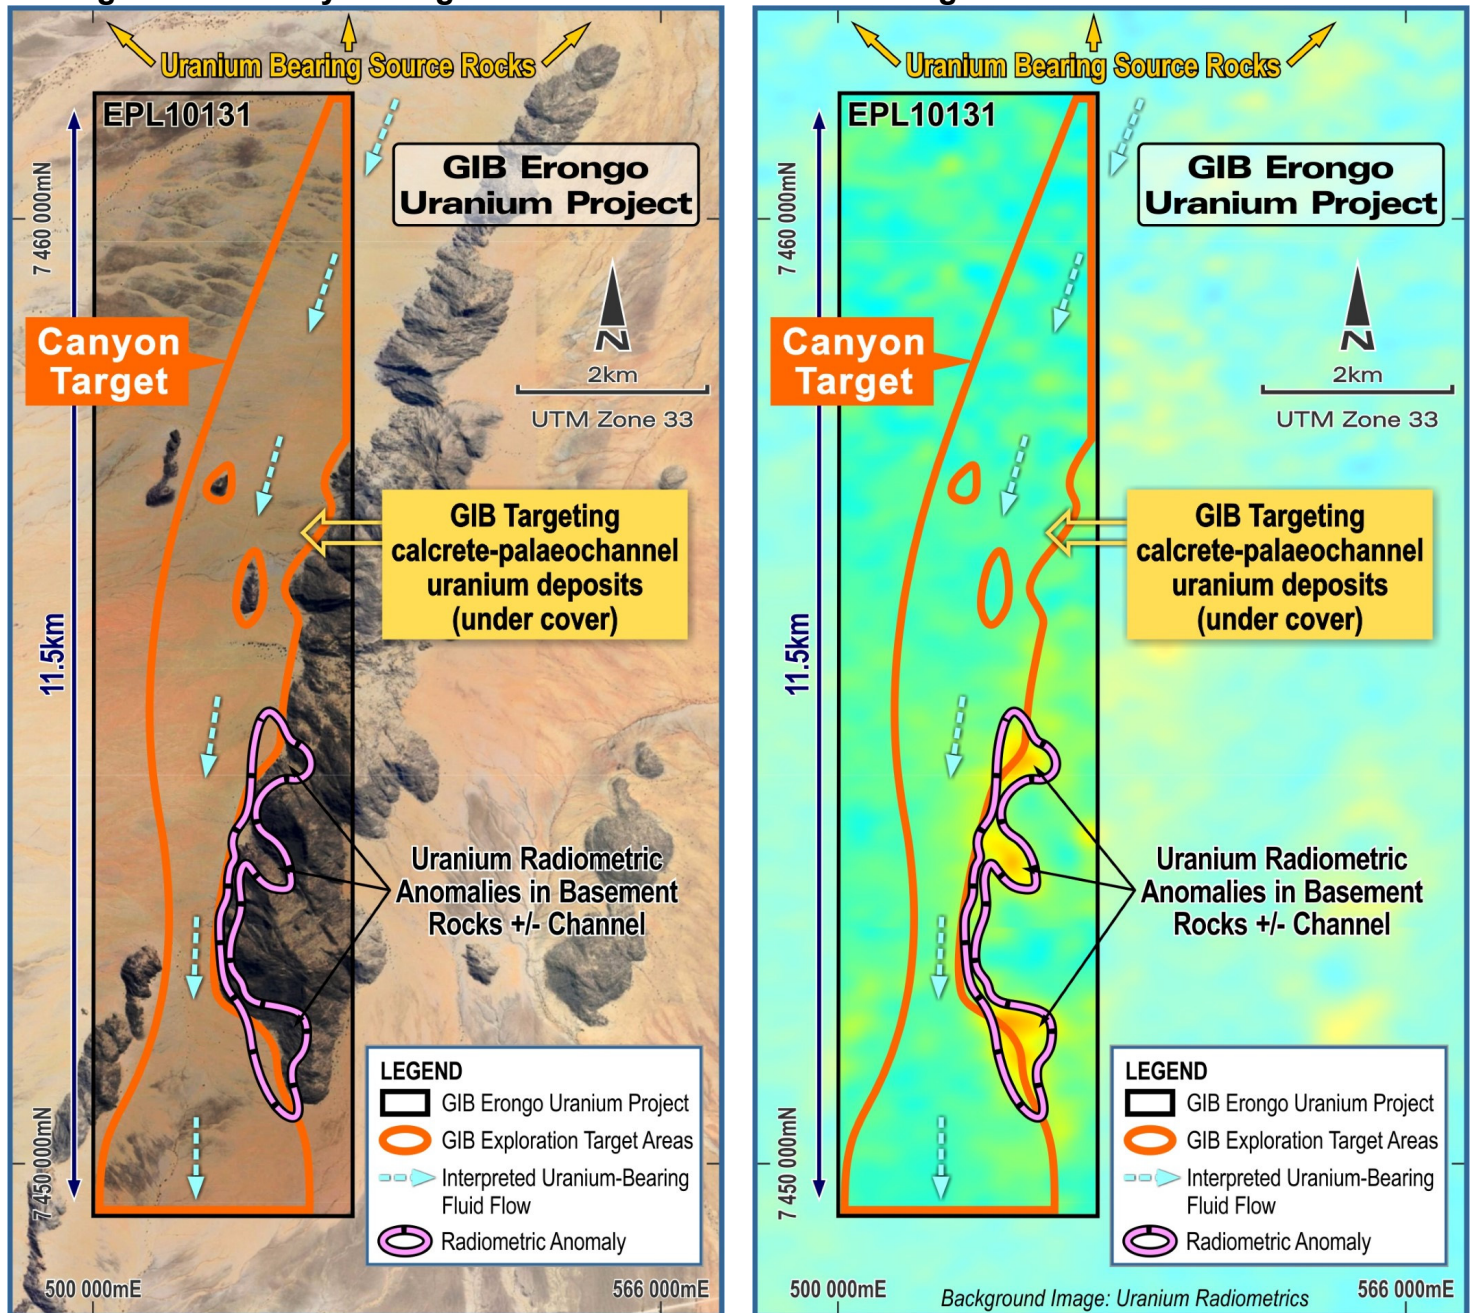 Uranium Bearing Source Rocks
EPL10131
GIB Erongo
Uranium Project
7 460 000mN
N
2km
UTM Zone 33
Canyon
Target
GIB Targeting
calcrete-palaeochannel
uranium deposits
(under cover)
11.5km
Uranium Radiometric
Anomalies in Basement
Rocks +/- Channel
LEGEND
GIB Erongo Uranium Project
GIB Exploration Target Areas
Interpreted Uranium-Bearing
Fluid Flow
Radiometric Anomaly
7 450 000mN
500 000mE
566 000mE
Uranium Bearing Source Rocks
EPL10131
GIB Erongo
Uranium Project
7 460 000mN
N
2km
UTM Zone 33
Canyon
Target
GIB Targeting
calcrete-palaeochannel
uranium deposits
(under cover)
11.5km
Uranium Radiometric
Anomalies in Basement
Rocks +/- Channel
LEGEND
GIB Erongo Uranium Project
GIB Exploration Target Areas
Interpreted Uranium-Bearing
Fluid Flow
Radiometric Anomaly
7 450 000mN
500 000mE
566 000mE
Background Image: Uranium Radiometrics